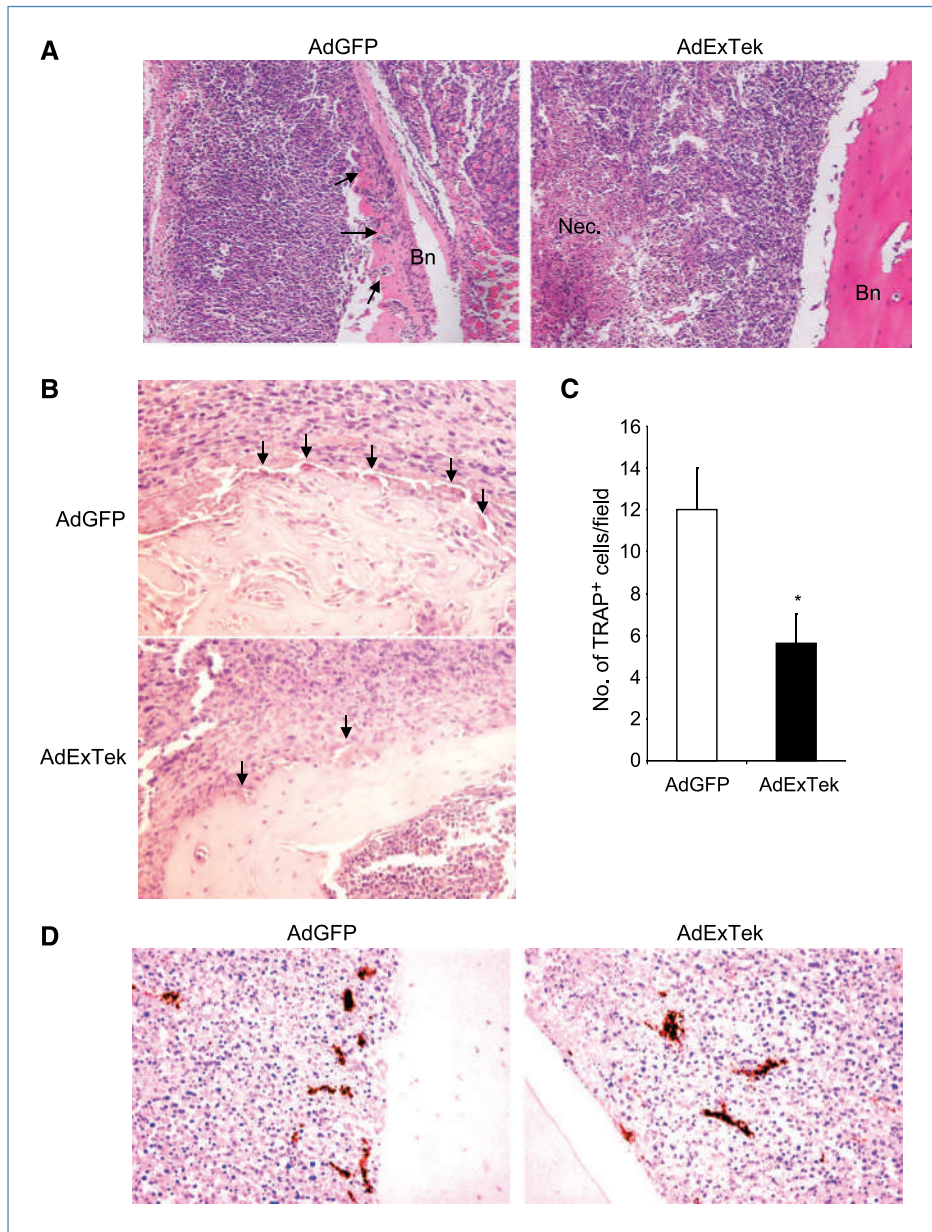 A
AdGFP
AdExTek
Bn
Nec.
Bn
B
AdGFP
AdExTek
C
16
14
12
10
8
6
4
2
0
No. of TRAP+ cells/field
*
AdGFP
AdExTek
D
AdGFP
AdExTek